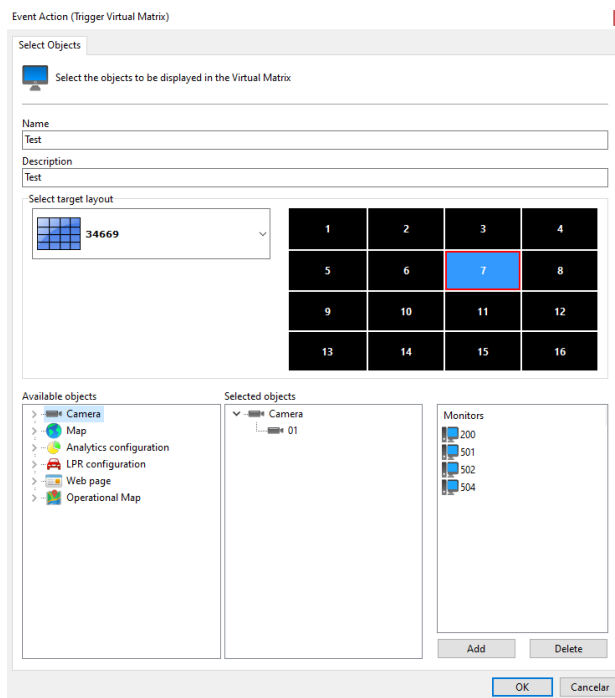 Event Action (Trigger Virtual Matrix)
Select Objects
Select the objects to be displayed in the Virtual Matrix
Name
Test
Description
Test
Select target layout
34669
1 2 3 4
5 6 7 8
9 10 11 12
13 14 15 16
Available objects
Camera
Map
Analytics configuration
LPR configuration
Web page
Operational Map
Selected objects
Camera
01
Monitors
200
501
502
504
Add Delete
OK Cancelar